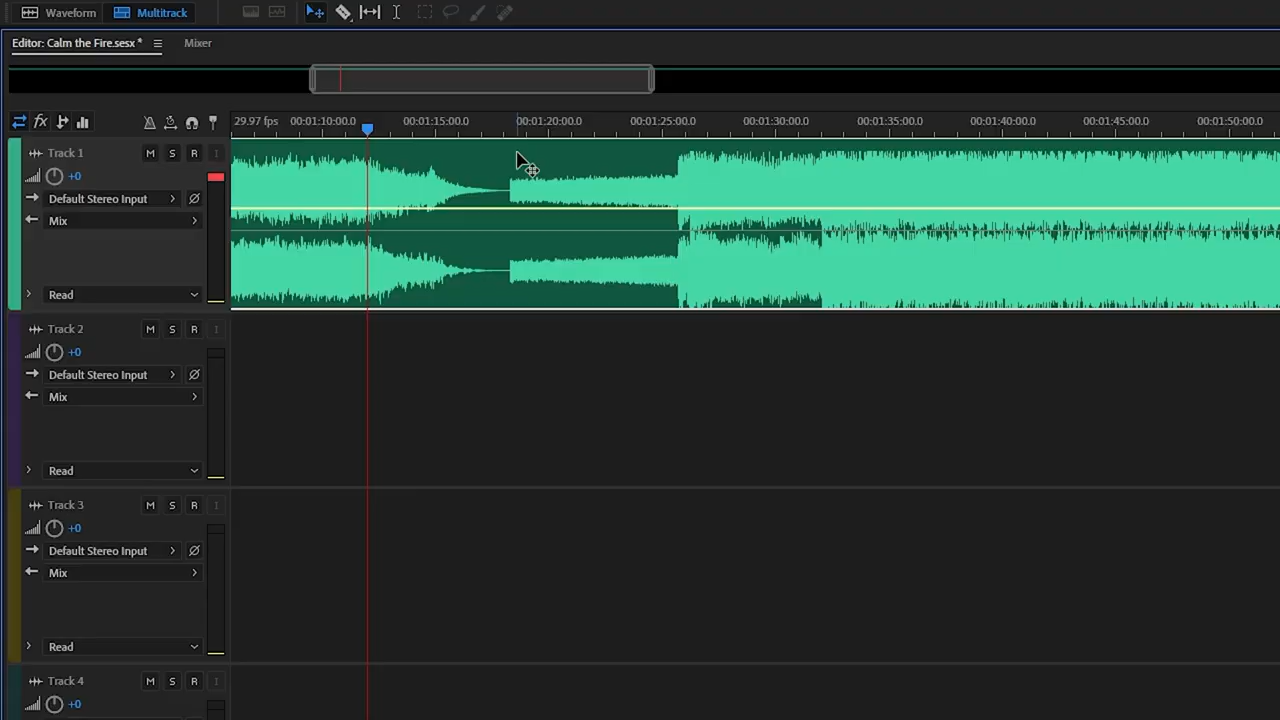 Waveform Multitrack
Editor: Calm the Fire.sesx * Mixer
fx 29.97 fps 00:01:10:00.0 00:01:15:00.0 00:01:20:00.0 00:01:25:00.0 00:01:30:00.0 00:01:35:00.0 00:01:40:00.0 00:01:45:00.0 00:01:50:00.0
Track 1 M S R I
+0
Default Stereo Input
Mix
Read
Track 2 M S R I
+0
Default Stereo Input
Mix
Read
Track 3 M S R I
+0
Default Stereo Input
Mix
Read
Track 4 M S R I
+0